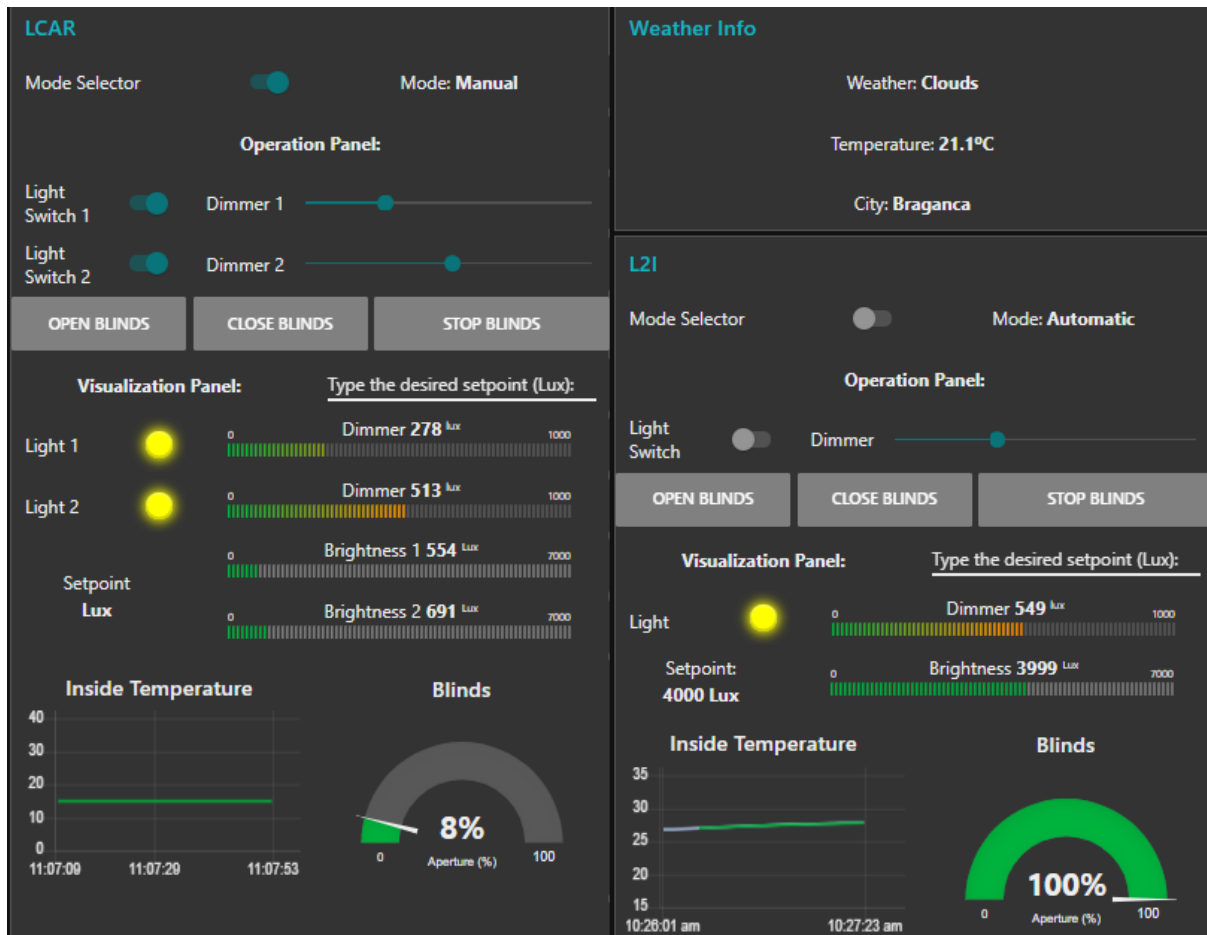 LCAR
Mode Selector
Mode: Manual
Operation Panel:
Light
Switch 1
Dimmer 1
Light
Switch 2
Dimmer 2
OPEN BLINDS
CLOSE BLINDS
STOP BLINDS
Visualization Panel:
Type the desired setpoint (Lux):
Light 1
Dimmer 278 lux
0
1000
Light 2
Dimmer 513 lux
0
1000
Setpoint
Lux
Brightness 1 554 Lux
0
7000
Brightness 2 691 Lux
0
7000
Inside Temperature
40
30
20
10
0
11:07:09
11:07:29
11:07:53
Blinds
8%
Aperture (%)
0
100
Weather Info
Weather: Clouds
Temperature: 21.1ºC
City: Braganca
L2I
Mode Selector
Mode: Automatic
Operation Panel:
Light
Switch
Dimmer
OPEN BLINDS
CLOSE BLINDS
STOP BLINDS
Visualization Panel:
Type the desired setpoint (Lux):
Light
Dimmer 549 lux
0
1000
Setpoint:
4000 Lux
Brightness 3999 Lux
0
7000
Inside Temperature
35
30
25
20
15
10:26:01 am
10:27:23 am
Blinds
100%
Aperture (%)
0
100